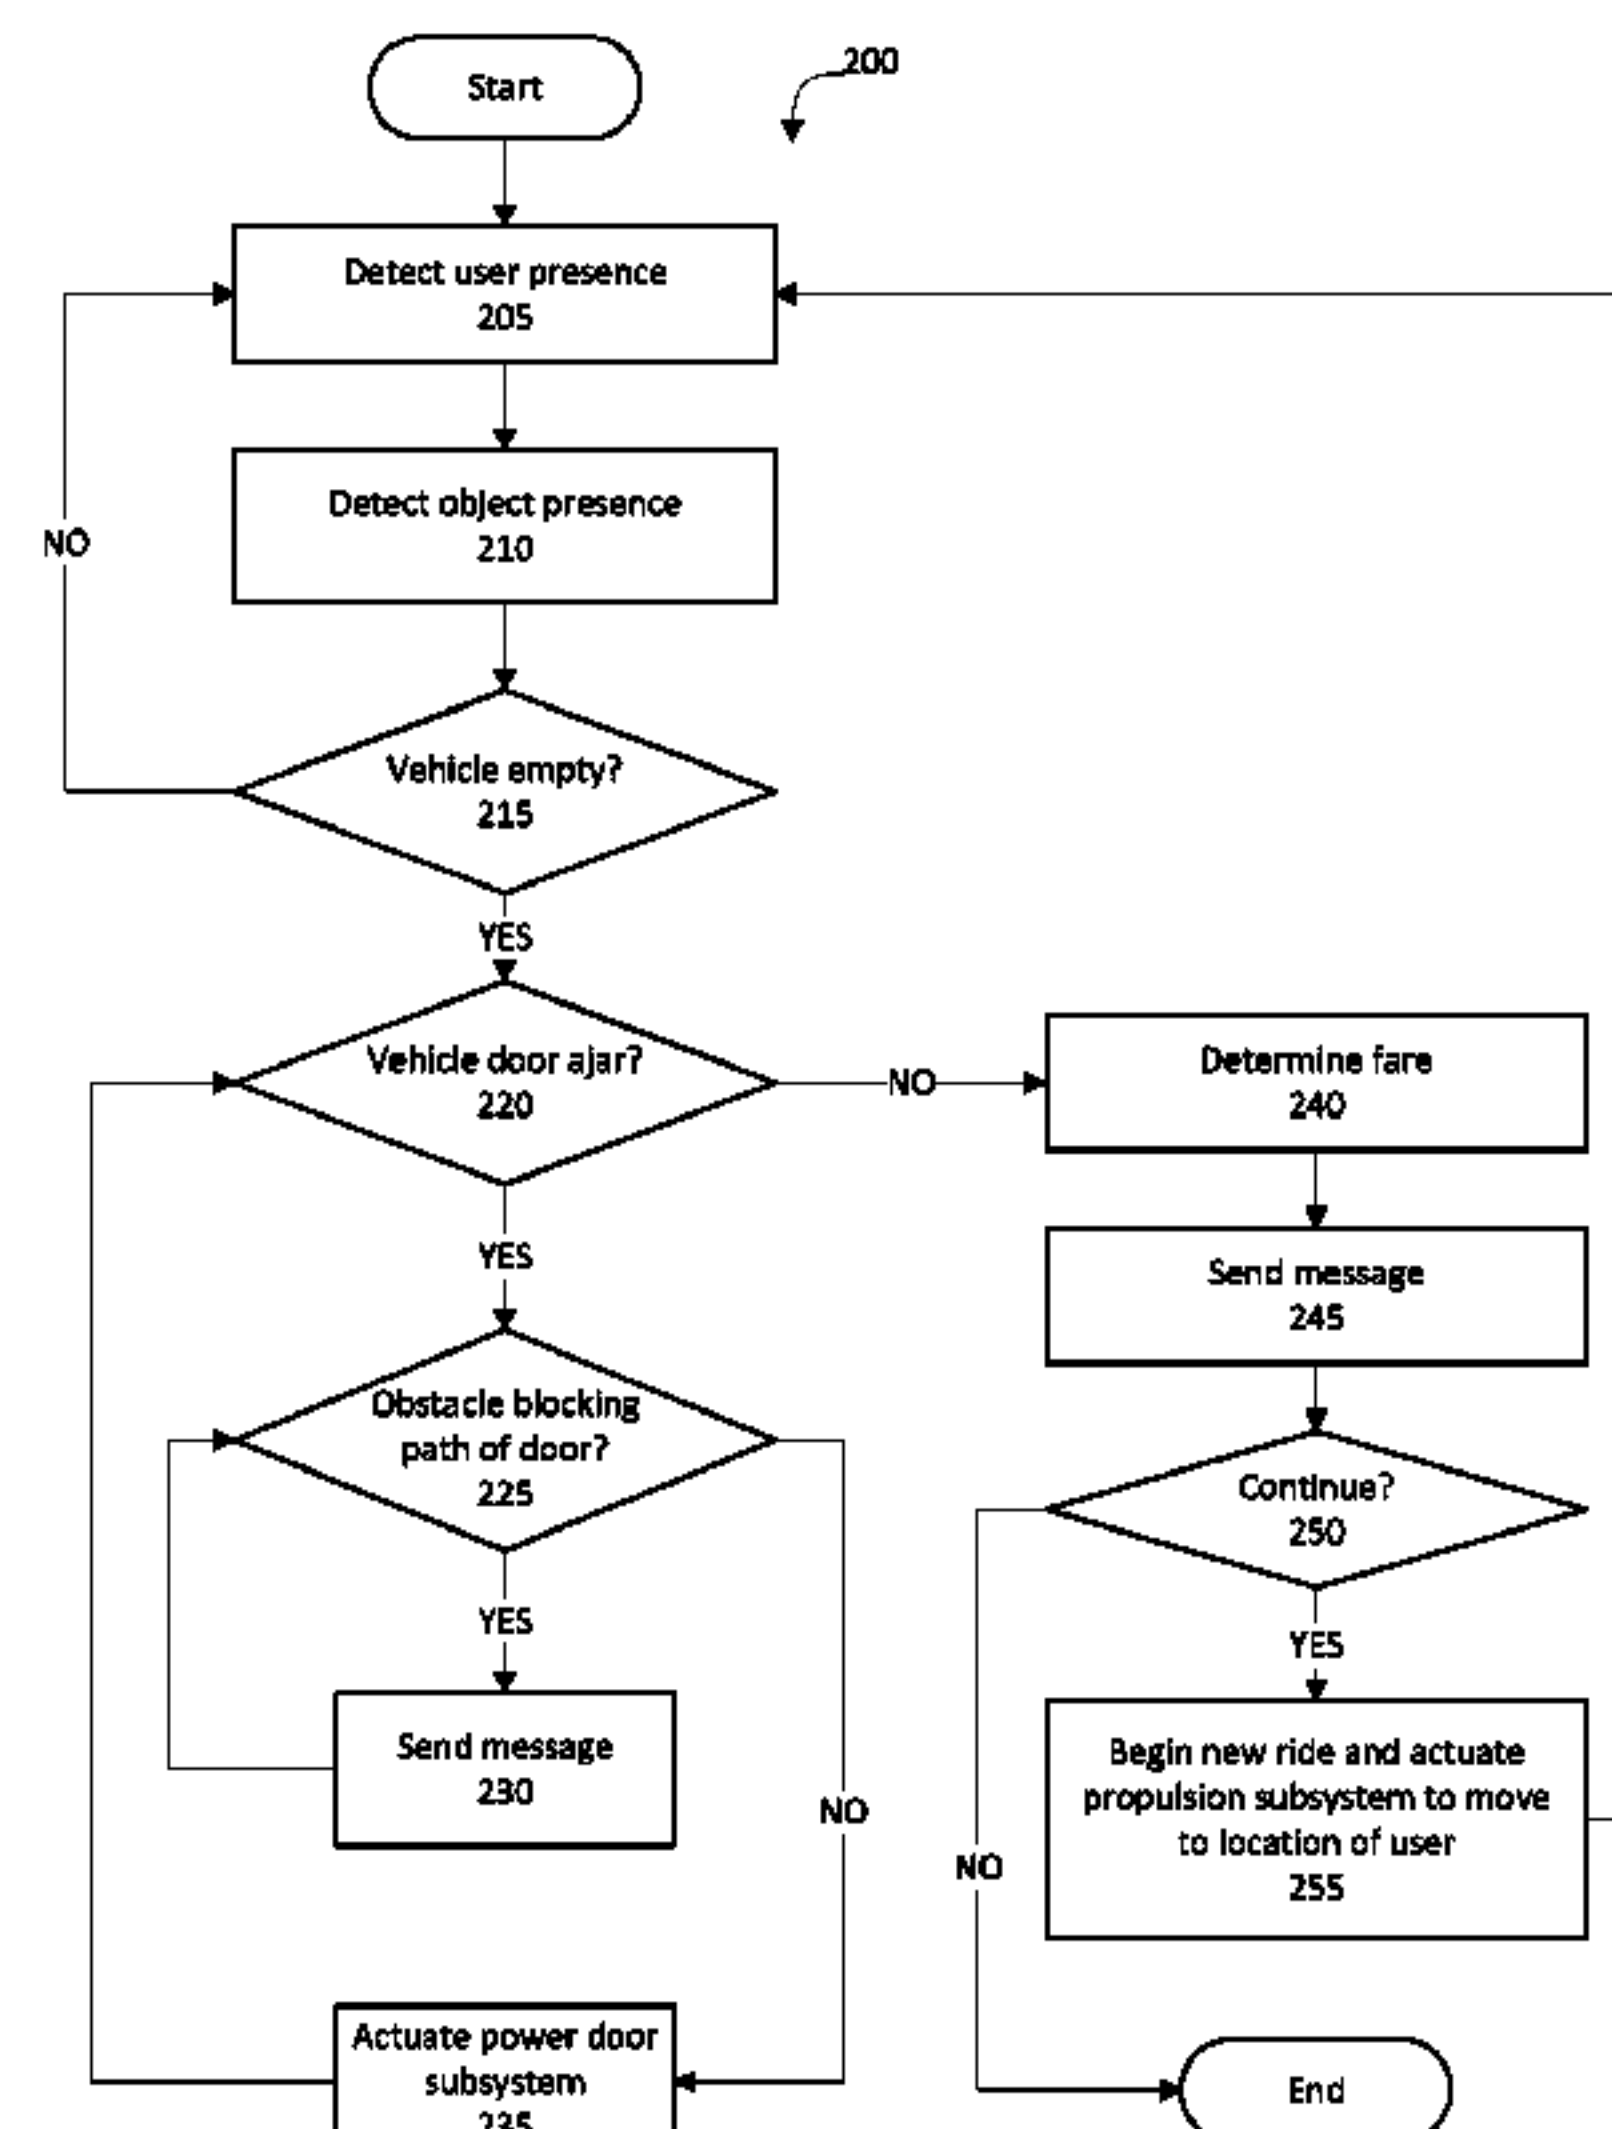 Start
200
Detect user presence
205
Detect object presence
210
NO
Vehicle empty?
215
YES
Vehicle door ajar?
220
NO
Determine fare
240
YES
Send message
245
Obstacle blocking
path of door?
225
Continue?
250
YES
YES
Send message
230
NO
Begin new ride and actuate
propulsion subsystem to move
to location of user
255
NO
Actuate power door
subsystem
235
End